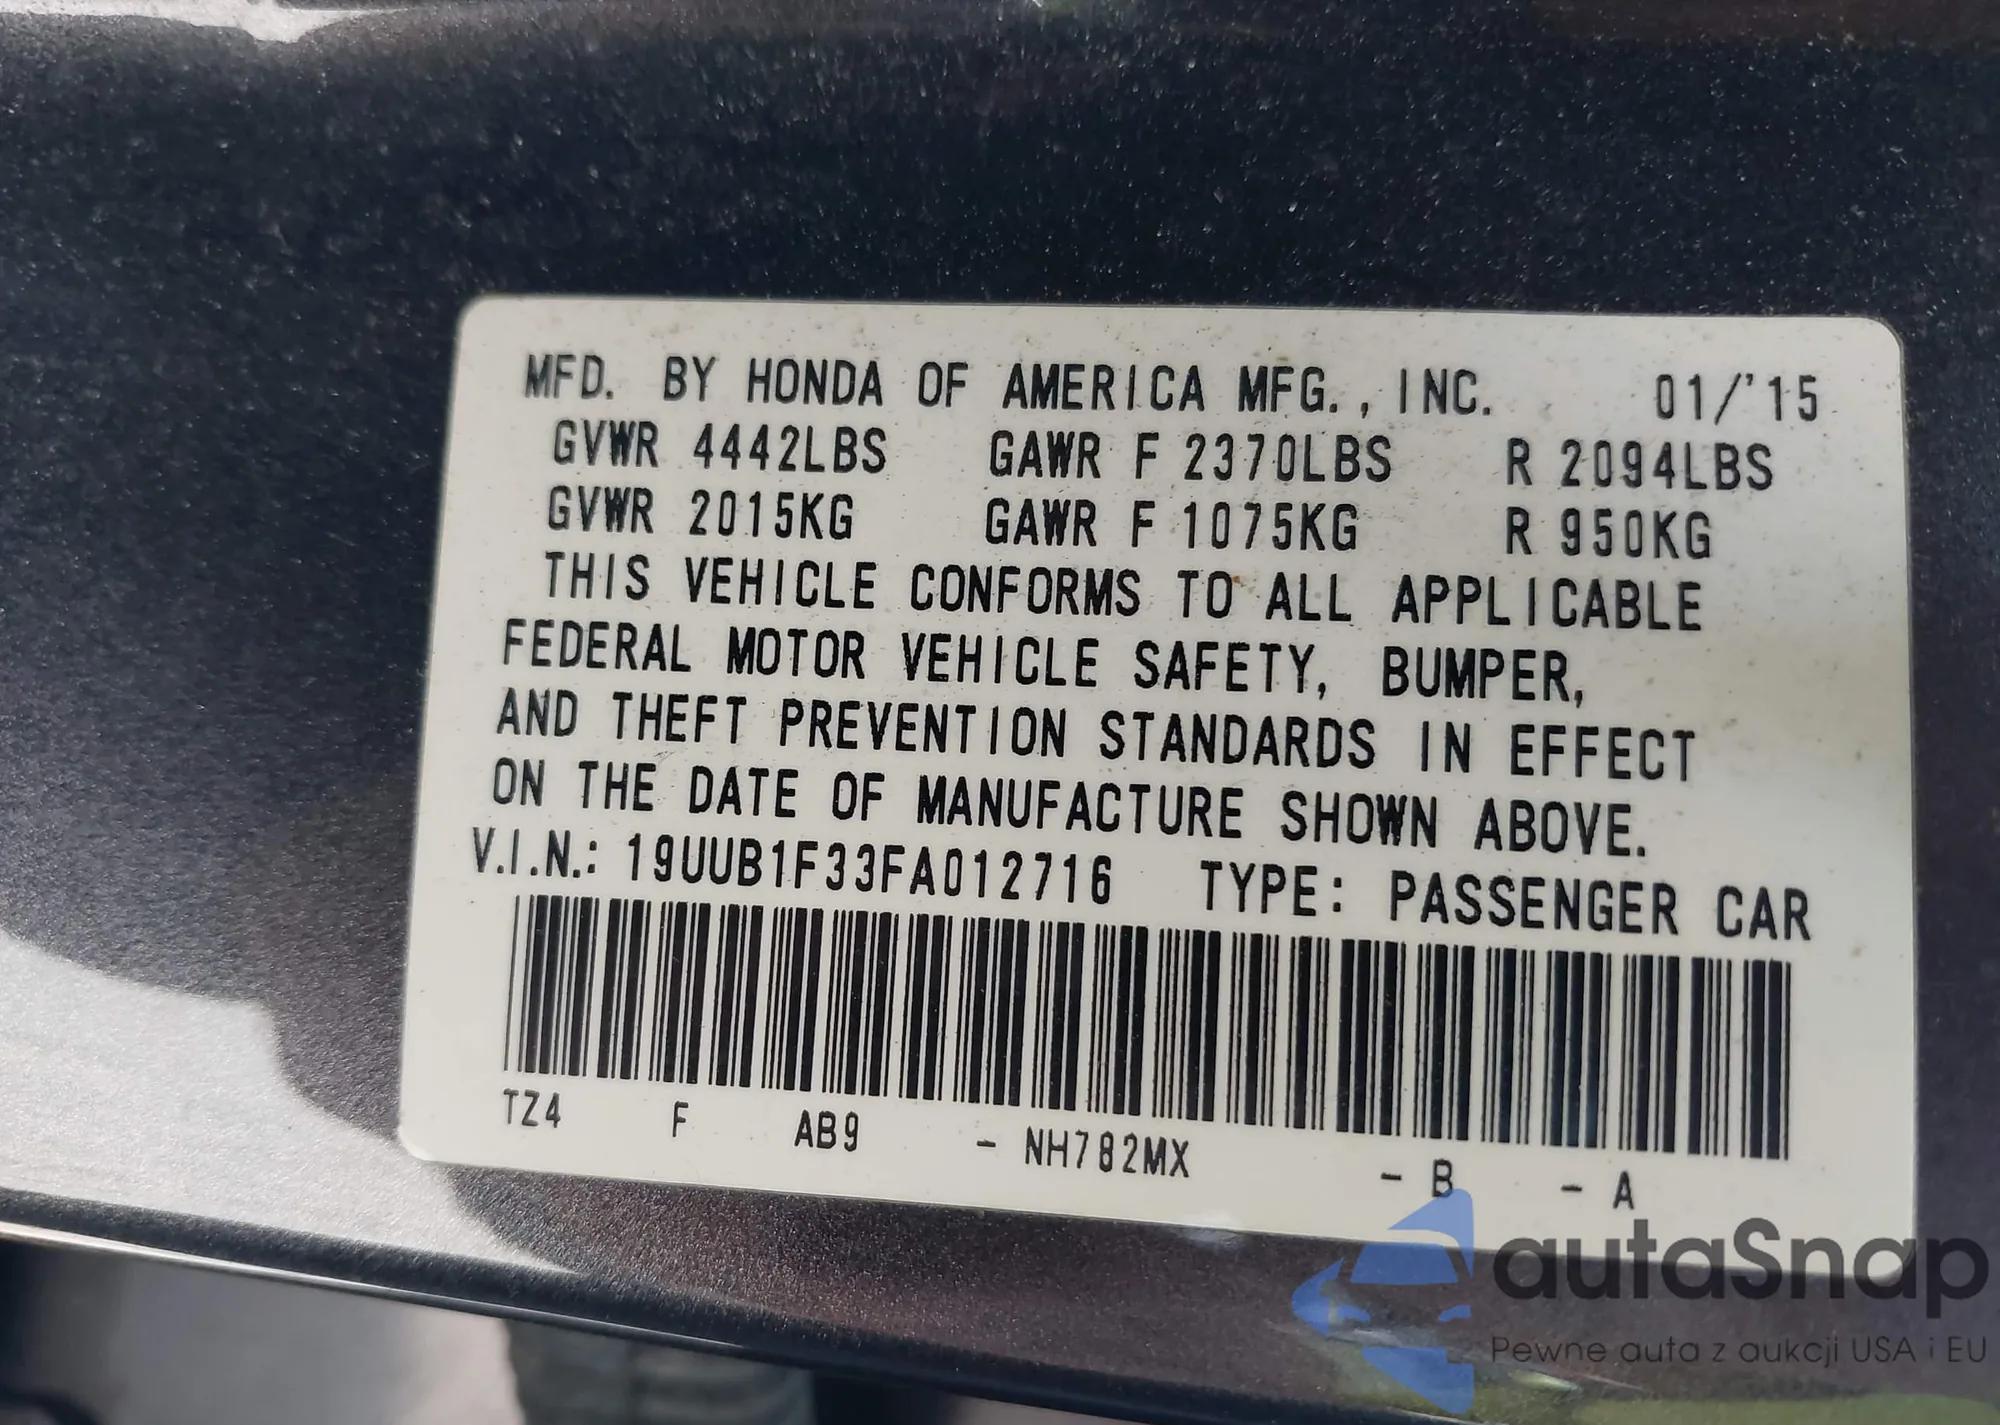 MFD. BY HONDA OF AMERICA MFG., INC. 01/'15
GVWR 4442LBS GAWR F 2370LBS R 2094LBS
GVWR 2015KG GAWR F 1075KG R 950KG
THIS VEHICLE CONFORMS TO ALL APPLICABLE
FEDERAL MOTOR VEHICLE SAFETY, BUMPER,
AND THEFT PREVENTION STANDARDS IN EFFECT
ON THE DATE OF MANUFACTURE SHOWN ABOVE.
V.I.N.: 19UUB1F33FA012716 TYPE: PASSENGER CAR
TZ4 F AB9 - NH782MX - B - A
autaSnap
Pewne auta z aukcji USA i EU